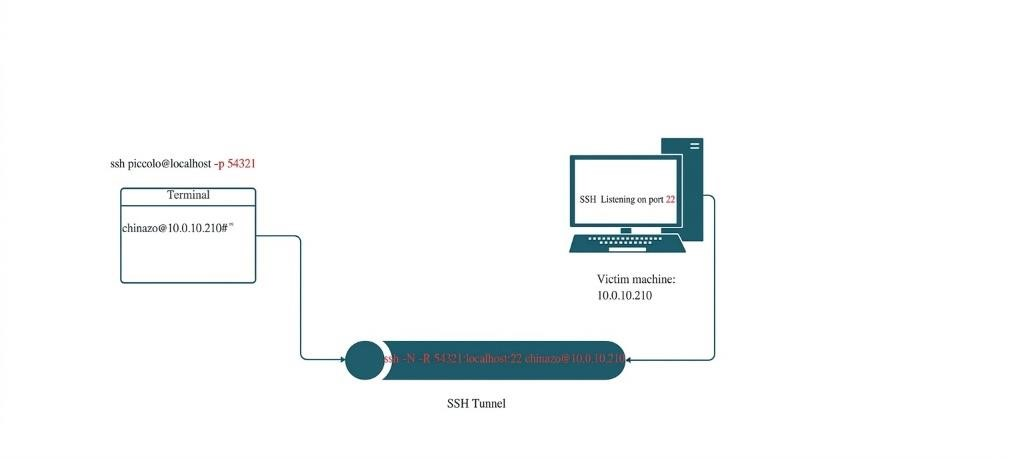 ssh piccolo@localhost -p 54321
Terminal
chinazo@10.0.10.210# "
SSH Listening on port 22
Victim machine:
10.0.10.210
ssh -N -R 54321:localhost:22 chinazo@10.0.10.210
SSH Tunnel